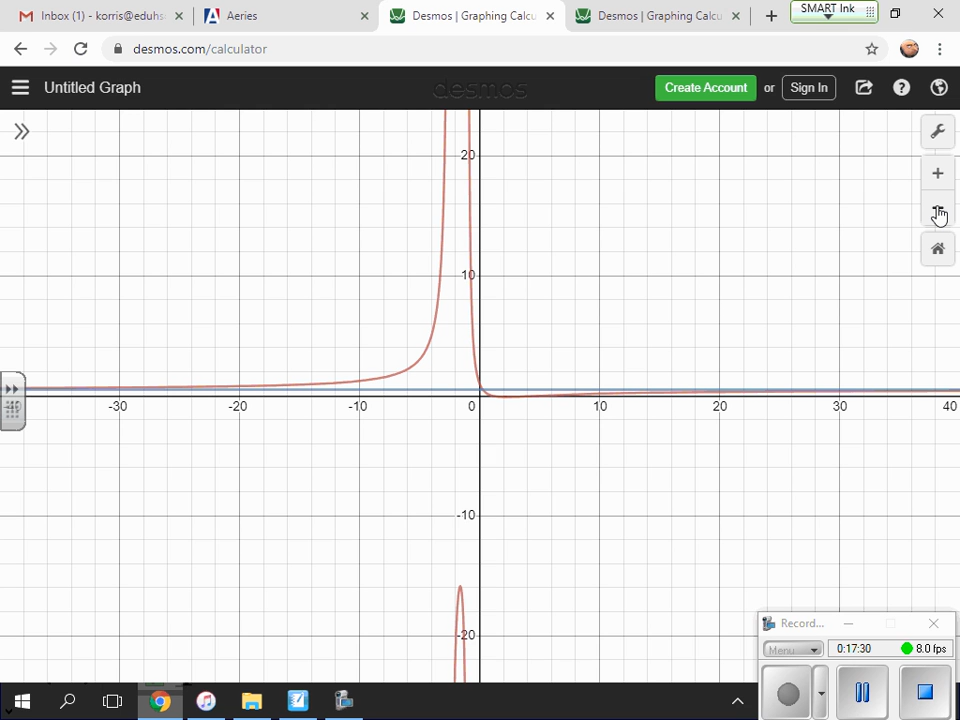 Inbox (1) - korris@eduhs
Aeries
Desmos | Graphing Calcu
Desmos | Graphing Calcu
SMART Ink
desmos.com/calculator
Untitled Graph
desmos
Create Account
or
Sign In
20
10
-30
-20
-10
0
10
20
30
40
-10
-20
Record...
Menu
0:17:30
8.0 fps